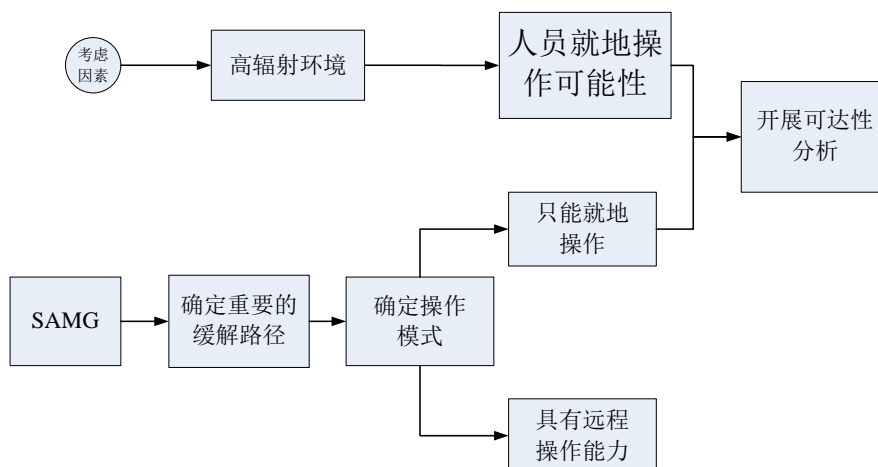 考虑
因素
高辐射环境
人员就地操
作可能性
开展可达性
分析
只能就地
操作
SAMG
确定重要的
缓解路径
确定操作
模式
具有远程
操作能力